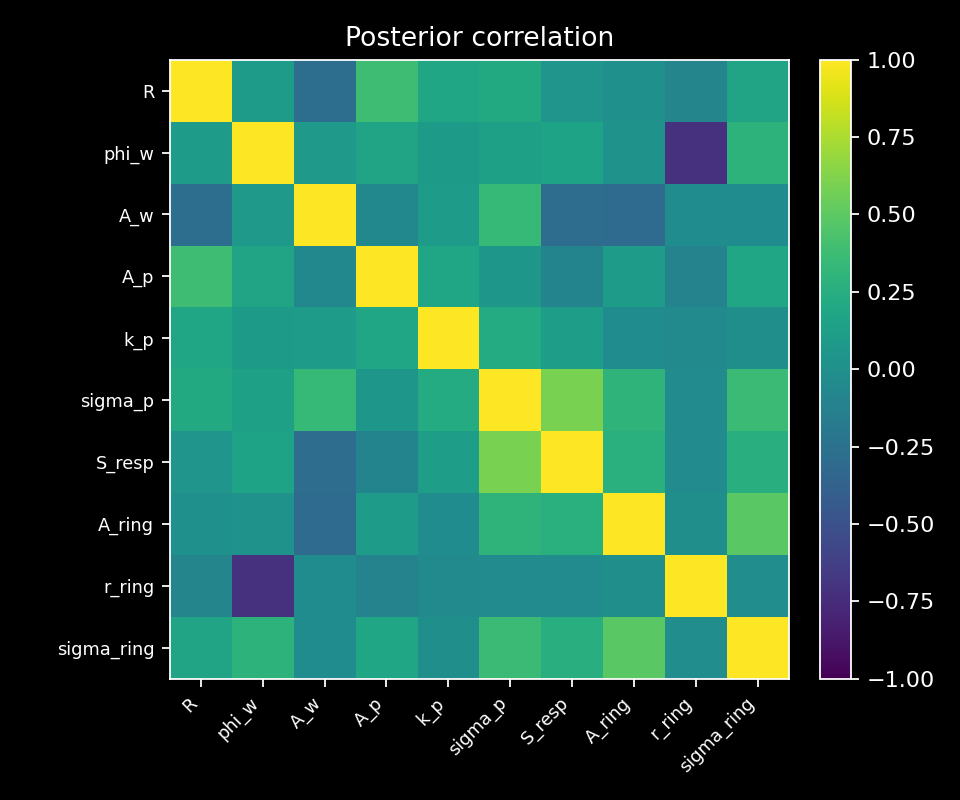 Posterior correlation
R
phi_w
A_w
A_p
k_p
sigma_p
S_resp
A_ring
r_ring
sigma_ring
R
phi_w
A_w
A_p
k_p
sigma_p
S_resp
A_ring
r_ring
sigma_ring
1.00
0.75
0.50
0.25
0.00
−0.25
−0.50
−0.75
−1.00